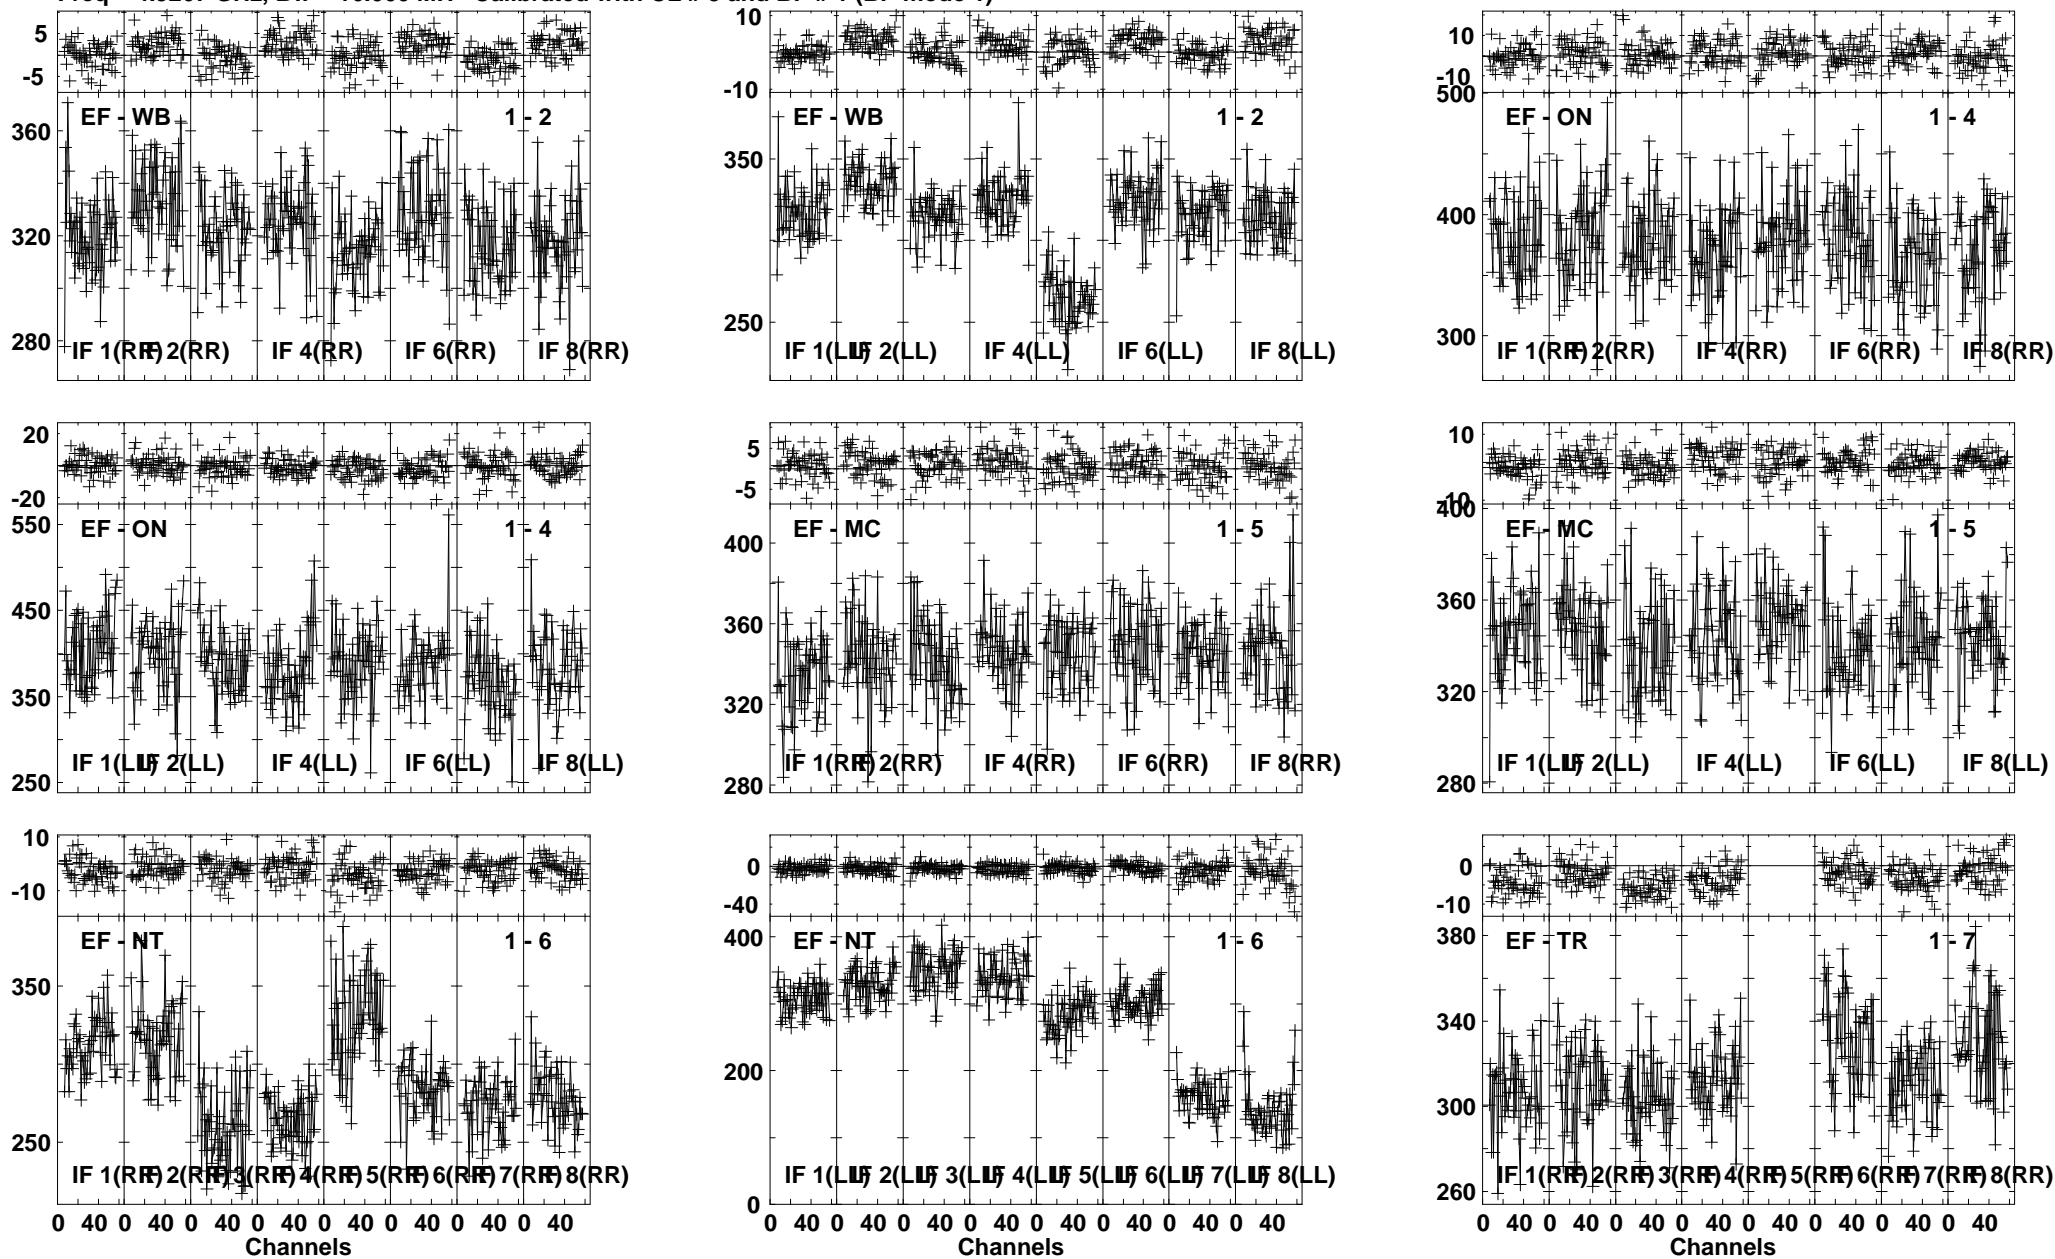 5
-5
360
320
280
EF - WB
1 - 2
IF 1(RR)
IF 2(RR)
IF 4(RR)
IF 6(RR)
IF 8(RR)
10
-10
350
250
EF - WB
1 - 2
IF 1(LL)
IF 2(LL)
IF 4(LL)
IF 6(LL)
IF 8(LL)
10
-10
500
400
300
EF - ON
1 - 4
IF 1(RR)
IF 2(RR)
IF 4(RR)
IF 6(RR)
IF 8(RR)
20
-20
550
450
350
250
EF - ON
1 - 4
IF 1(LL)
IF 2(LL)
IF 4(LL)
IF 6(LL)
IF 8(LL)
5
-5
400
360
320
280
EF - MC
1 - 5
IF 1(RR)
IF 2(RR)
IF 4(RR)
IF 6(RR)
IF 8(RR)
10
-10
400
360
320
280
EF - MC
1 - 5
IF 1(LL)
IF 2(LL)
IF 4(LL)
IF 6(LL)
IF 8(LL)
10
-10
350
250
EF - NT
1 - 6
IF 1(RR)
IF 2(RR)
IF 3(RR)
IF 4(RR)
IF 5(RR)
IF 6(RR)
IF 7(RR)
IF 8(RR)
0 40 0 40 0 40 0 40 0 40 0 40 0 40 0 40
Channels
0
-40
400
200
0
EF - NT
1 - 6
IF 1(LL)
IF 2(LL)
IF 3(LL)
IF 4(LL)
IF 5(LL)
IF 6(LL)
IF 7(LL)
IF 8(LL)
0 40 0 40 0 40 0 40 0 40 0 40 0 40 0 40
Channels
0
-10
380
340
300
260
EF - TR
1 - 7
IF 1(RR)
IF 2(RR)
IF 3(RR)
IF 4(RR)
IF 5(RR)
IF 6(RR)
IF 7(RR)
IF 8(RR)
0 40 0 40 0 40 0 40 0 40 0 40 0 40 0 40
Channels